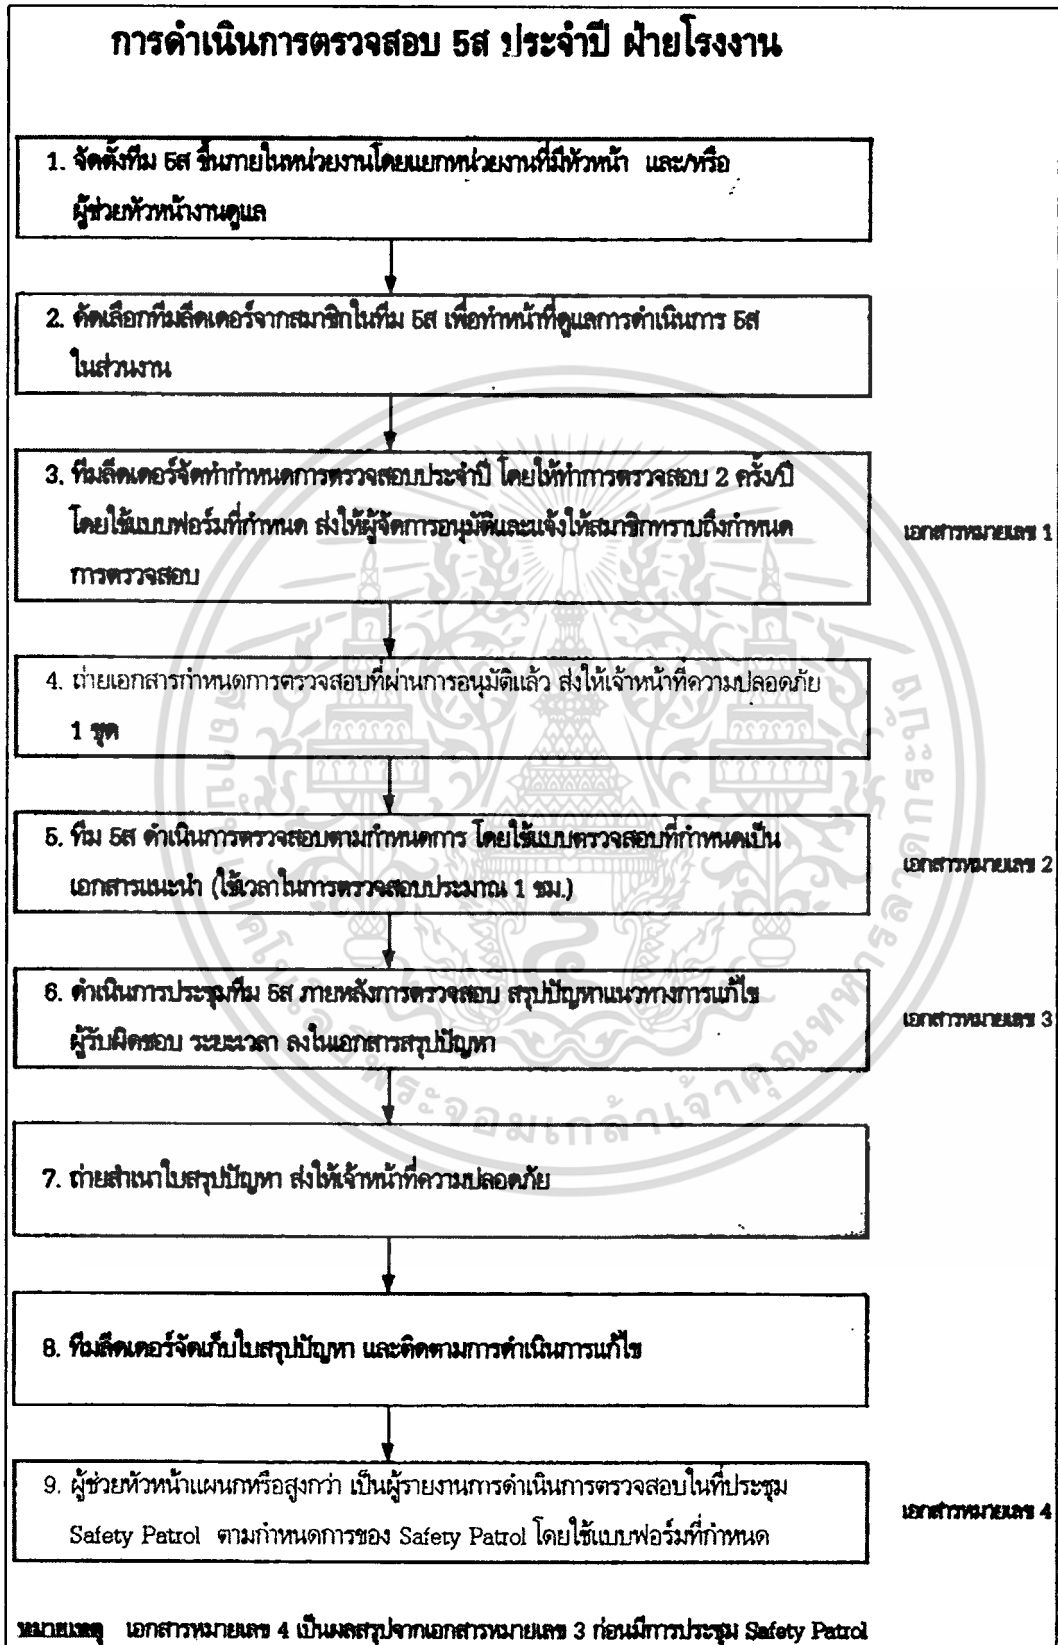 การดำเนินการตรวจสอบ 5ส ประจำปี ฝ่ายโรงงาน
1. จัดตั้งทีม 5ส ขึ้นภายในหน่วยงานโดยแยกหน่วยงานที่มีหัวหน้า และ/หรือ
ผู้ช่วยหัวหน้างานดูแล
2. คัดเลือกทีมลีดเดอร์จากสมาชิกในทีม 5ส เพื่อทำหน้าที่ดูแลการดำเนินการ 5ส
ในส่วนงาน
3. ทีมลีดเดอร์จัดทำกำหนดการตรวจสอบประจำปี โดยให้ทำการตรวจสอบ 2 ครั้ง/ปี
โดยใช้แบบฟอร์มที่กำหนด ส่งให้ผู้จัดการอนุมัติและแจ้งให้สมาชิกทราบถึงกำหนด
การตรวจสอบ
เอกสารหมายเลข 1
4. ถ่ายเอกสารกำหนดการตรวจสอบที่ผ่านการอนุมัติแล้ว ส่งให้เจ้าหน้าที่ความปลอดภัย
1 ชุด
5. ทีม 5ส ดำเนินการตรวจสอบตามกำหนดการ โดยใช้แบบตรวจสอบที่กำหนดเป็น
เอกสารแนะนำ (ใช้เวลาในการตรวจสอบประมาณ 1 ชม.)
เอกสารหมายเลข 2
6. ดำเนินการประชุมทีม 5ส ภายหลังการตรวจสอบ สรุปปัญหาแนวทางการแก้ไข
ผู้รับผิดชอบ ระยะเวลา ลงในเอกสารสรุปปัญหา
เอกสารหมายเลข 3
7. ถ่ายสำเนาใบสรุปปัญหา ส่งให้เจ้าหน้าที่ความปลอดภัย
8. ทีมลีดเดอร์จัดเก็บใบสรุปปัญหา และติดตามการดำเนินการแก้ไข
9. ผู้ช่วยหัวหน้าแผนกหรือสูงกว่า เป็นผู้รายงานการดำเนินการตรวจสอบในที่ประชุม
Safety Patrol ตามกำหนดการของ Safety Patrol โดยใช้แบบฟอร์มที่กำหนด
เอกสารหมายเลข 4
หมายเหตุ เอกสารหมายเลข 4 เป็นผลสรุปจากเอกสารหมายเลข 3 ก่อนมีการประชุม Safety Patrol